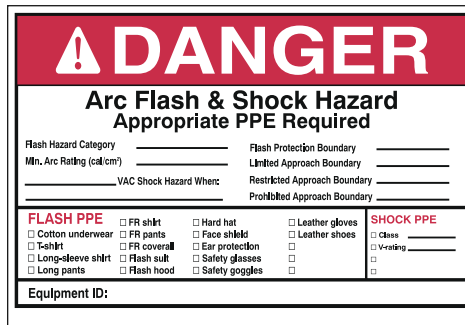 DANGER
Arc Flash & Shock Hazard
Appropriate PPE Required
Flash Hazard Category
Min. Arc Rating (cal/cm²)
VAC Shock Hazard When:
Flash Protection Boundary
Limited Approach Boundary
Restricted Approach Boundary
Prohibited Approach Boundary
FLASH PPE
Cotton underwear
T-shirt
Long-sleeve shirt
Long pants
FR shirt
FR pants
FR coverall
Flash suit
Flash hood
Hard hat
Face shield
Ear protection
Safety glasses
Safety goggles
Leather gloves
Leather shoes
SHOCK PPE
Class
V-rating
Equipment ID: